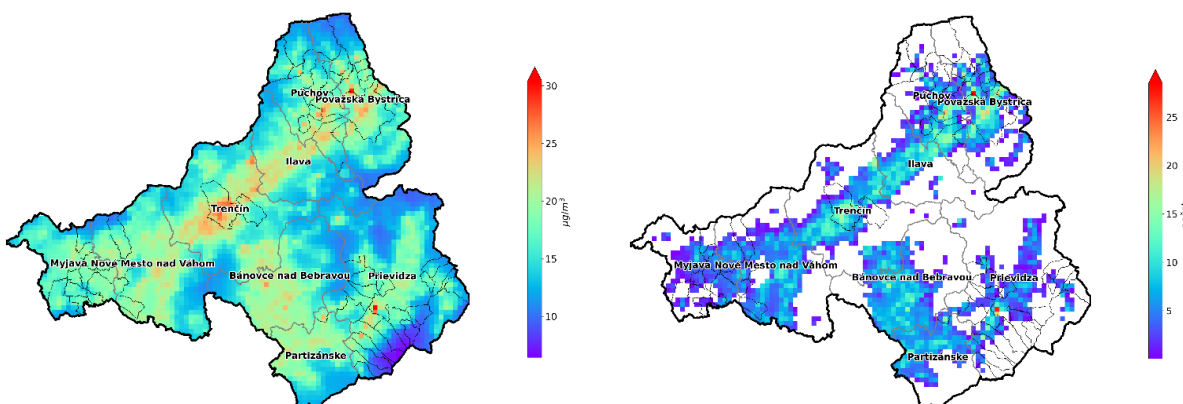 Púchov
Považská Bystrica
Ilava
Trenčín
Myjava
Nové Mesto nad Váhom
Bánovce nad Bebravou
Prievidza
Partizánske
30
25
20
15
10
µg/m³
Púchov
Považská Bystrica
Ilava
Trenčín
Myjava
Nové Mesto nad Váhom
Bánovce nad Bebravou
Prievidza
Partizánske
25
20
15
10
5